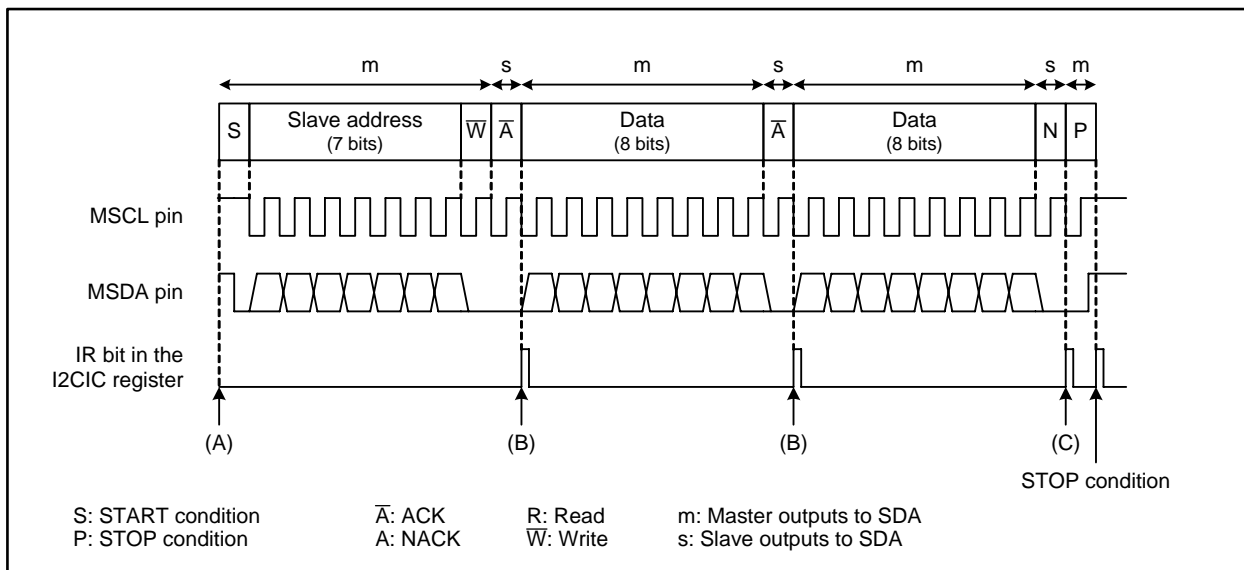 m s m s m s m
S Slave address (7 bits) W̅ A̅ Data (8 bits) A̅ Data (8 bits) N P
MSCL pin
MSDA pin
IR bit in the
I2CIC register
(A) (B) (B) (C)
STOP condition
S: START condition A̅: ACK R: Read m: Master outputs to SDA
P: STOP condition A: NACK W̅: Write s: Slave outputs to SDA